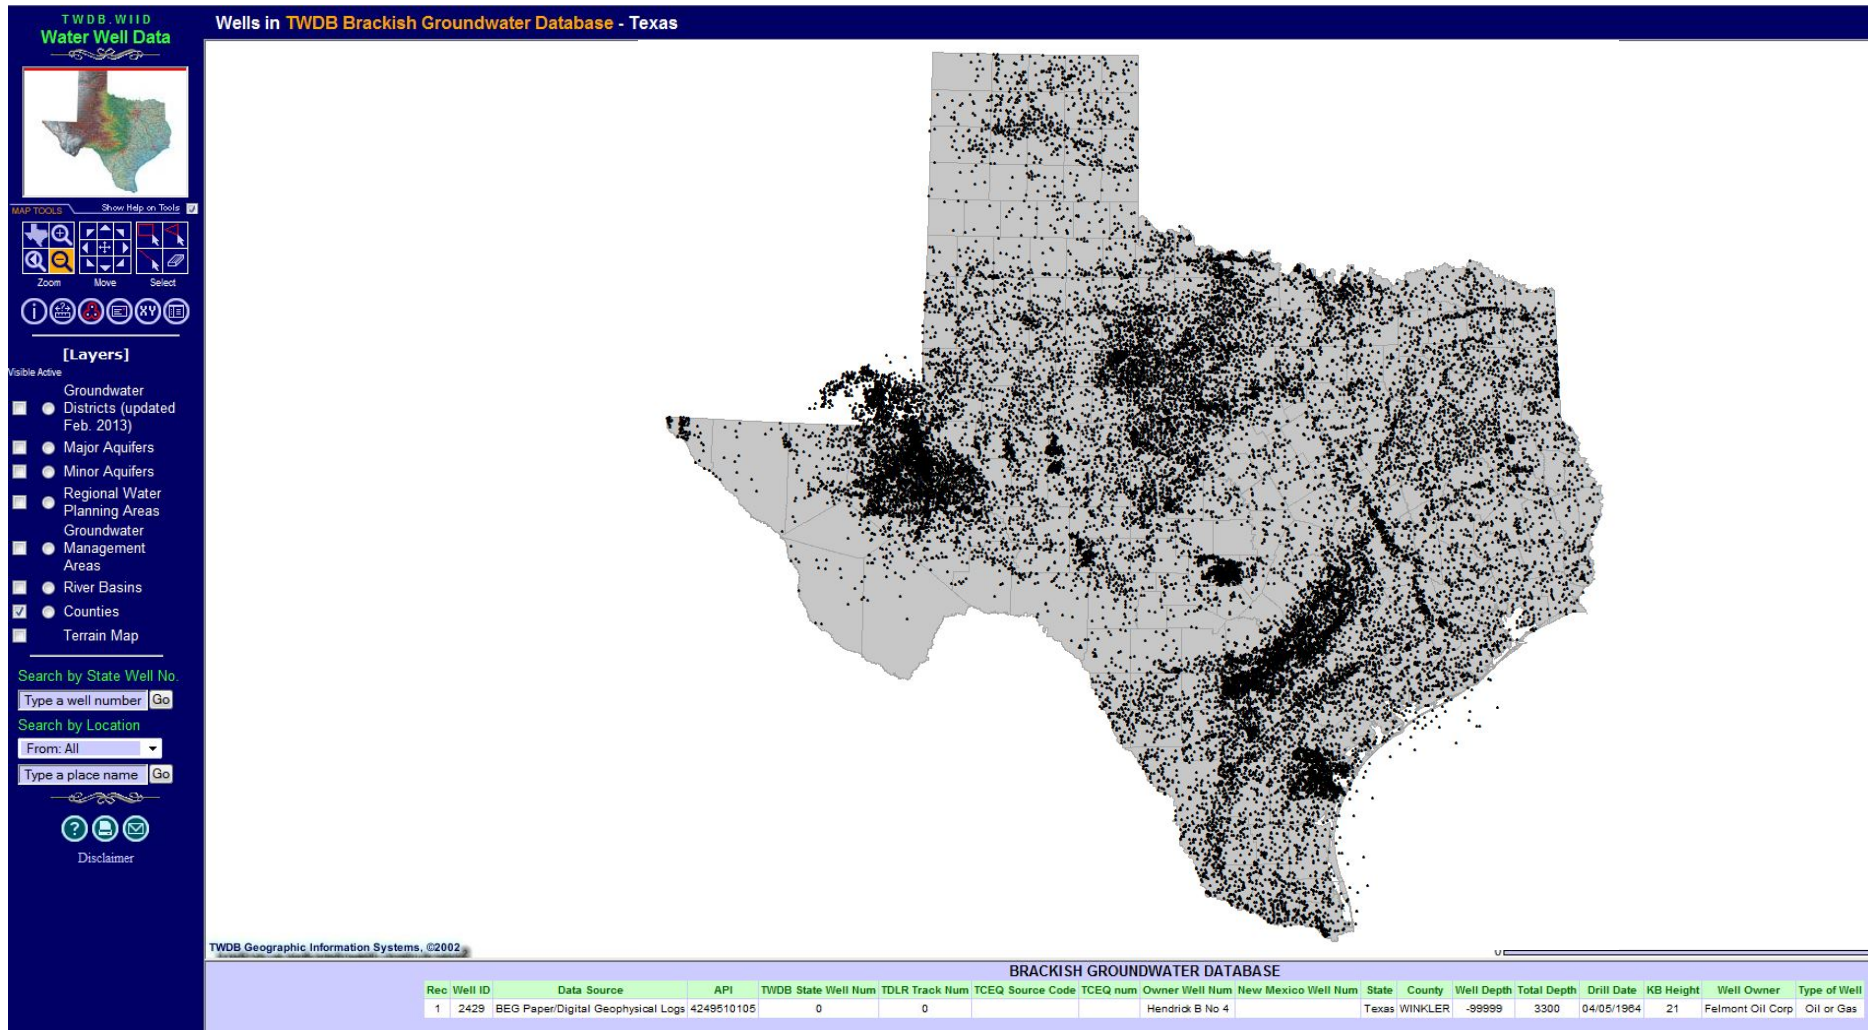 TWDB.WIID
Water Well Data
Wells in TWDB Brackish Groundwater Database - Texas
MAP TOOLS
Show Help on Tools
Zoom Move Select
XY
[Layers]
Visible Active
Groundwater
Districts (updated
Feb. 2013)
Major Aquifers
Minor Aquifers
Regional Water
Planning Areas
Groundwater
Management
Areas
River Basins
Counties
Terrain Map
Search by State Well No.
Type a well number Go
Search by Location
From: All
Type a place name Go
Disclaimer
TWDB Geographic Information Systems, ©2002
0
BRACKISH GROUNDWATER DATABASE
Rec Well ID Data Source API TWDB State Well Num TDLR Track Num TCEQ Source Code TCEQ num Owner Well Num New Mexico Well Num State County Well Depth Total Depth Drill Date KB Height Well Owner Type of Well
1 2429 BEG Paper/Digital Geophysical Logs 4249510105 0 0 Hendrick B No 4 Texas WINKLER -99999 3300 04/05/1964 21 Felmont Oil Corp Oil or Gas